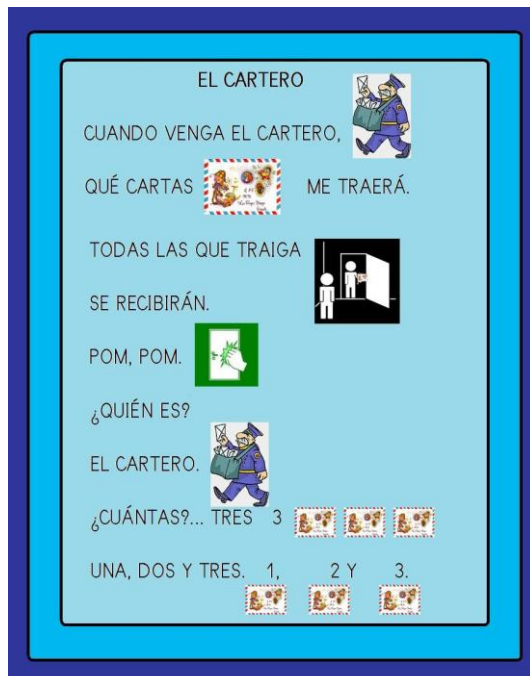 EL CARTERO
CUANDO VENGA EL CARTERO,
QUÉ CARTAS ME TRAERÁ.
TODAS LAS QUE TRAIGA
SE RECIBIRÁN.
POM, POM.
¿QUIÉN ES?
EL CARTERO.
¿CUÁNTAS?... TRES 3
UNA, DOS Y TRES. 1, 2 Y 3.